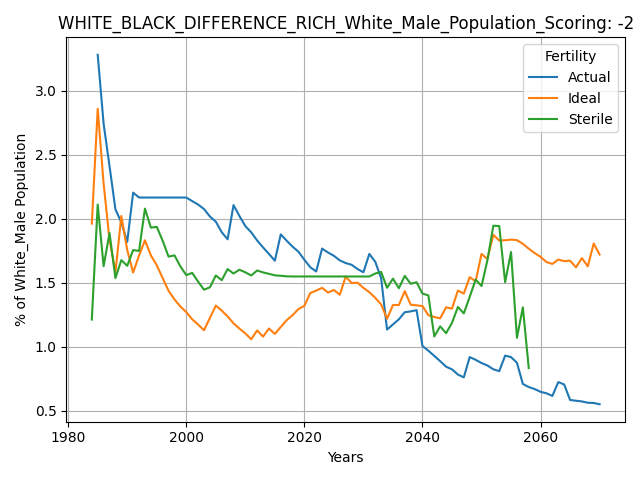 WHITE_BLACK_DIFFERENCE_RICH_White_Male_Population_Scoring: -2
Fertility
Actual
Ideal
Sterile
% of White_Male Population
3.0
2.5
2.0
1.5
1.0
0.5
1980
2000
2020
2040
2060
Years